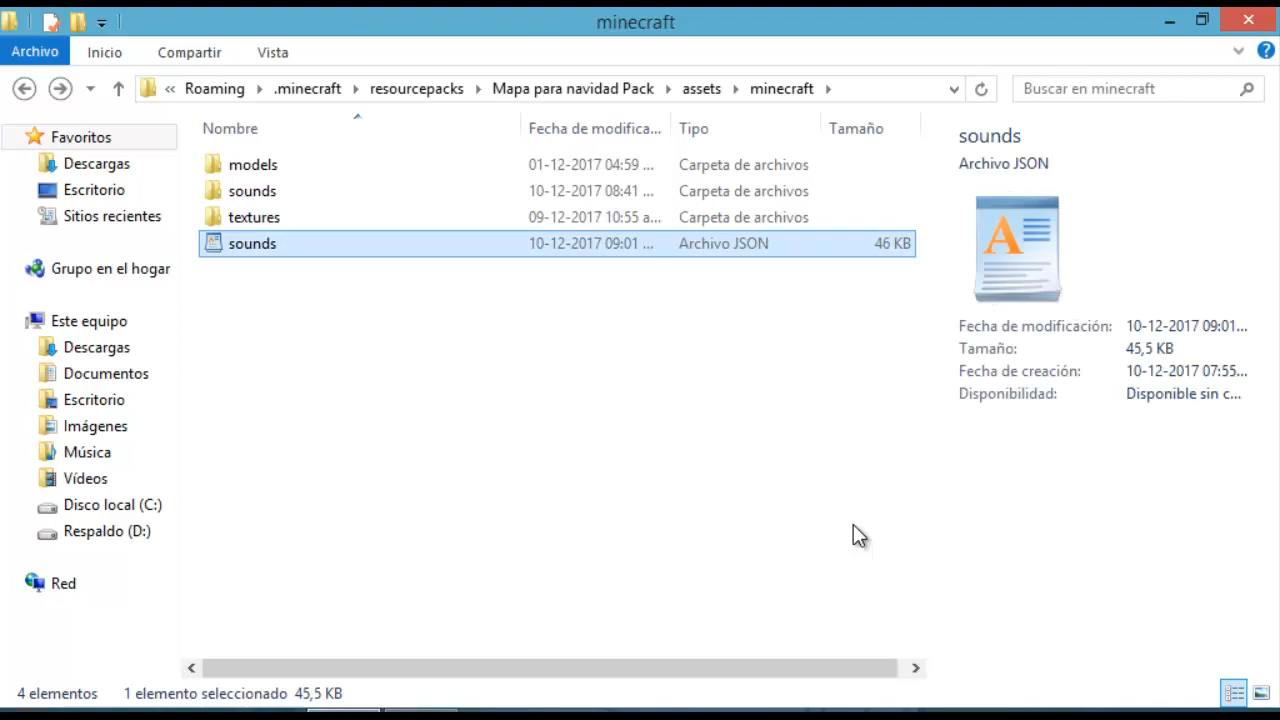 minecraft
Archivo Inicio Compartir Vista
« Roaming .minecraft resourcepacks Mapa para navidad Pack assets minecraft
Buscar en minecraft
Favoritos
Descargas
Escritorio
Sitios recientes
Grupo en el hogar
Este equipo
Descargas
Documentos
Escritorio
Imágenes
Música
Vídeos
Disco local (C:)
Respaldo (D:)
Red
Nombre Fecha de modifica... Tipo Tamaño
models 01-12-2017 04:59 ... Carpeta de archivos
sounds 10-12-2017 08:41 ... Carpeta de archivos
textures 09-12-2017 10:55 a... Carpeta de archivos
sounds 10-12-2017 09:01 ... Archivo JSON 46 KB
sounds
Archivo JSON
A
Fecha de modificación: 10-12-2017 09:01...
Tamaño: 45,5 KB
Fecha de creación: 10-12-2017 07:55...
Disponibilidad: Disponible sin c...
4 elementos 1 elemento seleccionado 45,5 KB